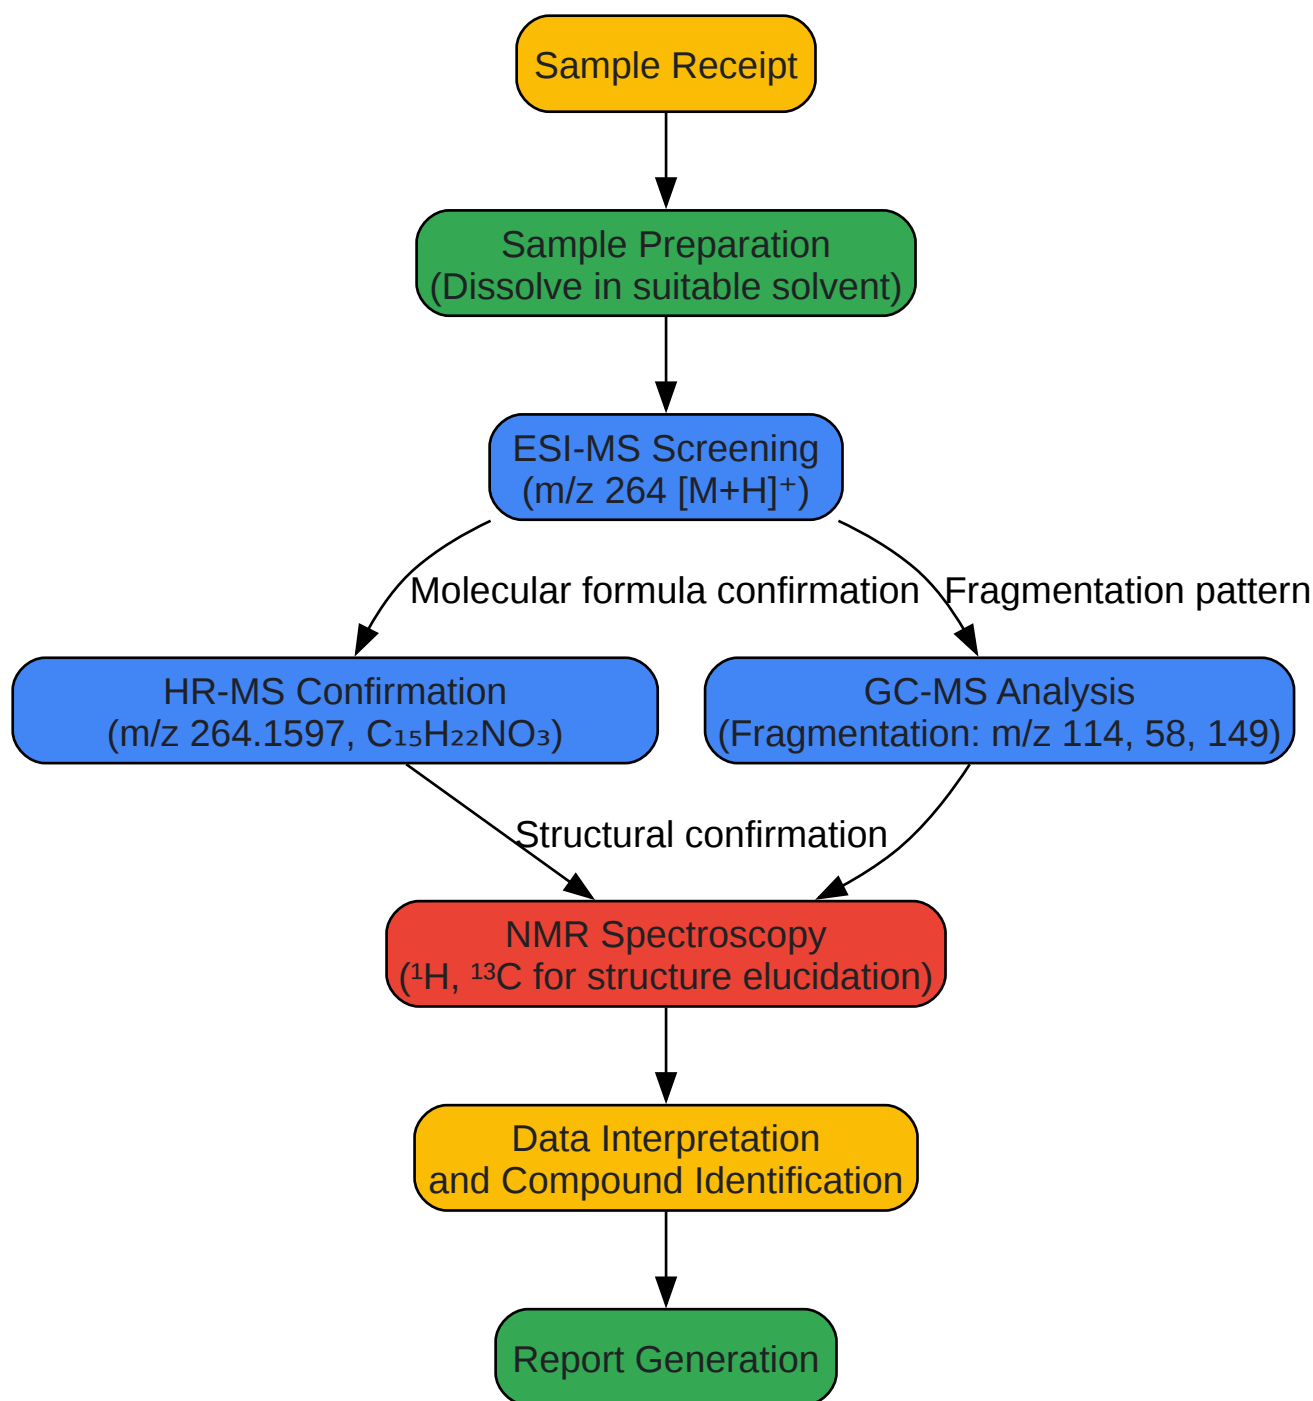 Sample Receipt
Sample Preparation
(Dissolve in suitable solvent)
ESI-MS Screening
(m/z 264 [M+H]⁺)
Molecular formula confirmation
Fragmentation pattern
HR-MS Confirmation
(m/z 264.1597, C₁₅H₂₂NO₃)
GC-MS Analysis
(Fragmentation: m/z 114, 58, 149)
Structural confirmation
NMR Spectroscopy
(¹H, ¹³C for structure elucidation)
Data Interpretation
and Compound Identification
Report Generation